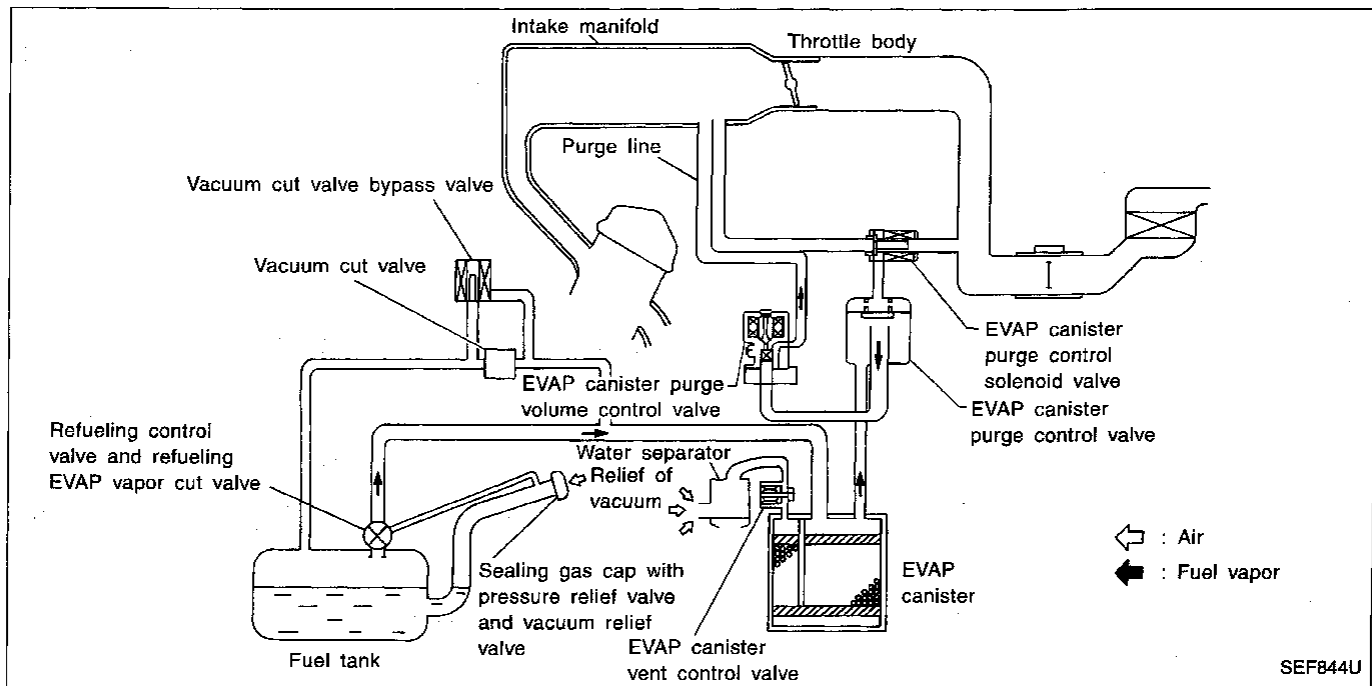 Intake manifold
Throttle body
Purge line
Vacuum cut valve bypass valve
Vacuum cut valve
EVAP canister
purge control
solenoid valve
EVAP canister purge
volume control valve
EVAP canister
purge control valve
Refueling control
valve and refueling
EVAP vapor cut valve
Water separator
Relief of
vacuum
: Air
: Fuel vapor
Sealing gas cap with
pressure relief valve
and vacuum relief
valve
EVAP
canister
Fuel tank
EVAP canister
vent control valve
SEF844U